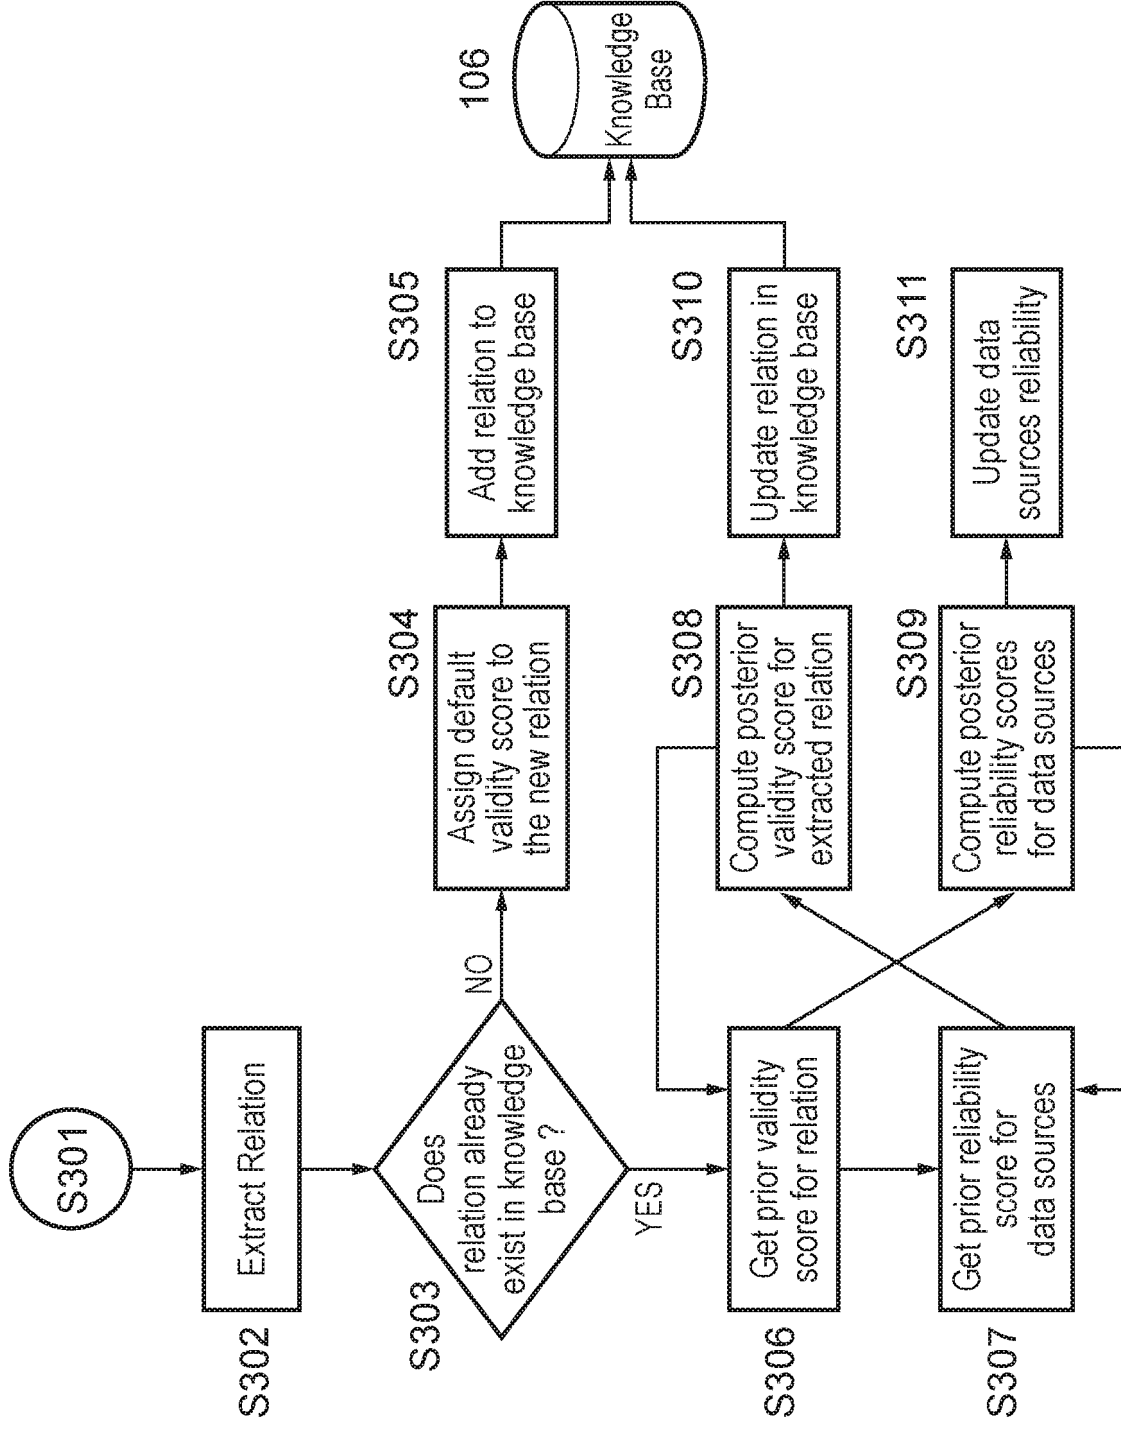 S301
S302
Extract Relation
S303
Does
relation already
exist in knowledge
base ?
NO
YES
S304
Assign default
validity score to
the new relation
S305
Add relation to
knowledge base
106
Knowledge
Base
S306
Get prior validity
score for relation
S307
Get prior reliability
score for
data sources
S308
Compute posterior
validity score for
extracted relation
S309
Compute posterior
reliability scores
for data sources
S310
Update relation in
knowledge base
S311
Update data
sources reliability